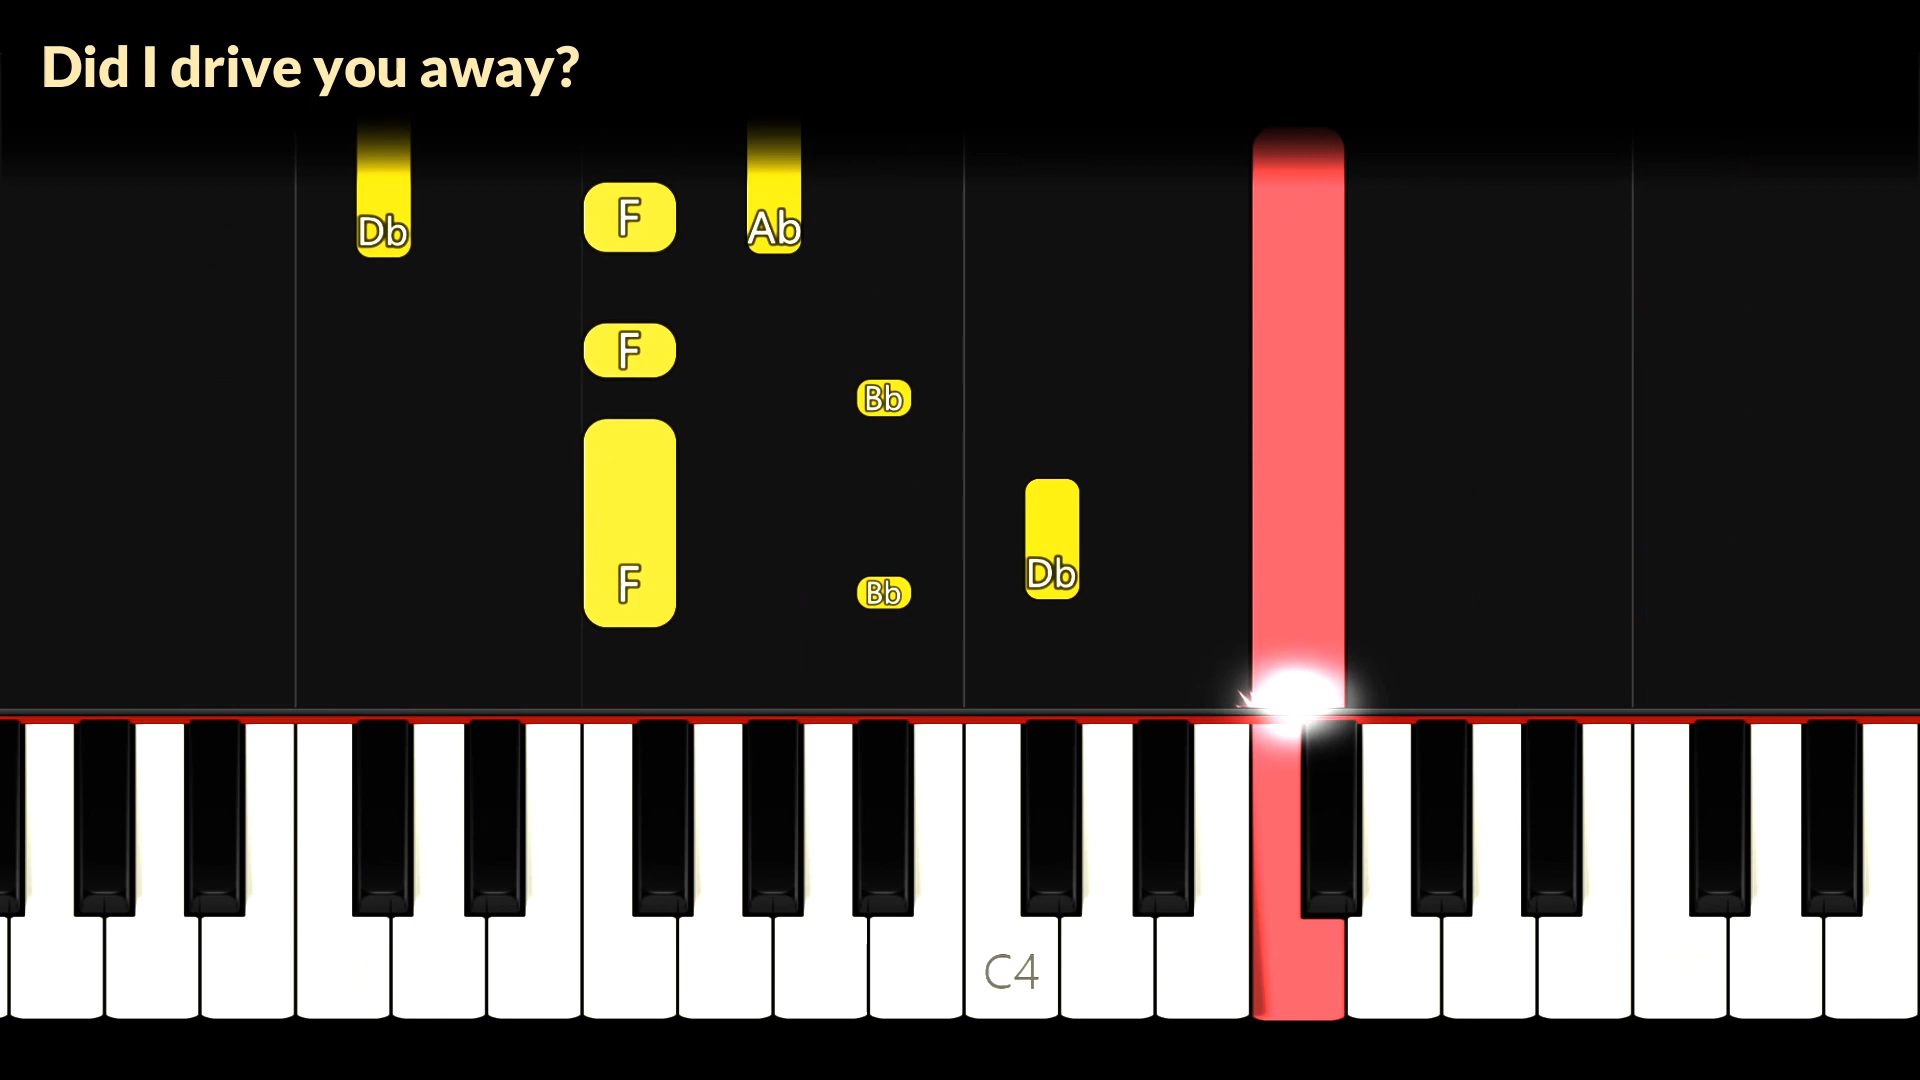 Did I drive you away?
Db F Ab
F
Bb
F Bb Db
C4